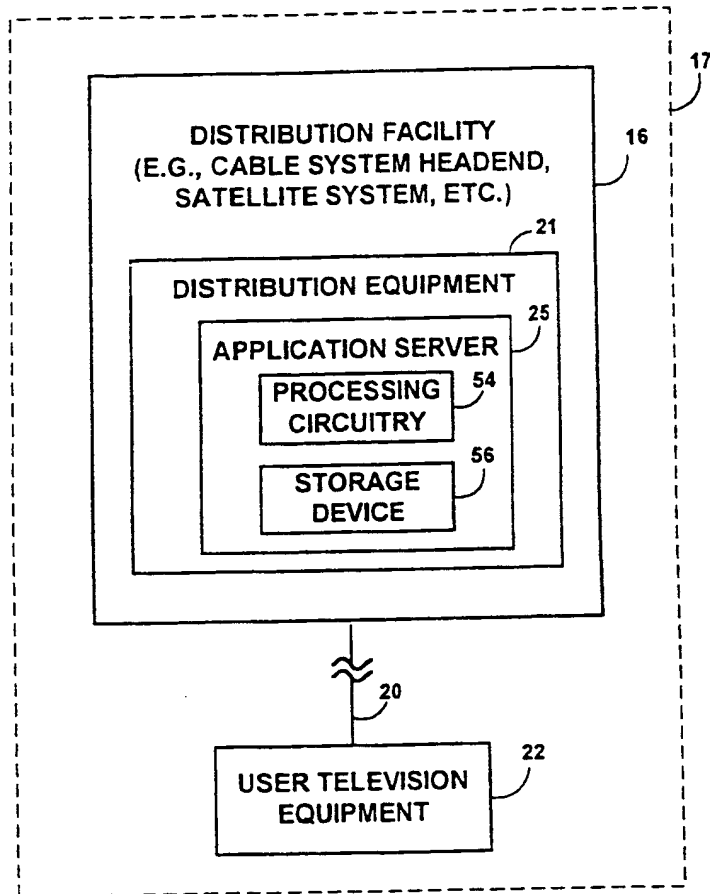 17
DISTRIBUTION FACILITY
(E.G., CABLE SYSTEM HEADEND,
SATELLITE SYSTEM, ETC.)
16
21
DISTRIBUTION EQUIPMENT
25
APPLICATION SERVER
PROCESSING
CIRCUITRY
54
56
STORAGE
DEVICE
20
22
USER TELEVISION
EQUIPMENT